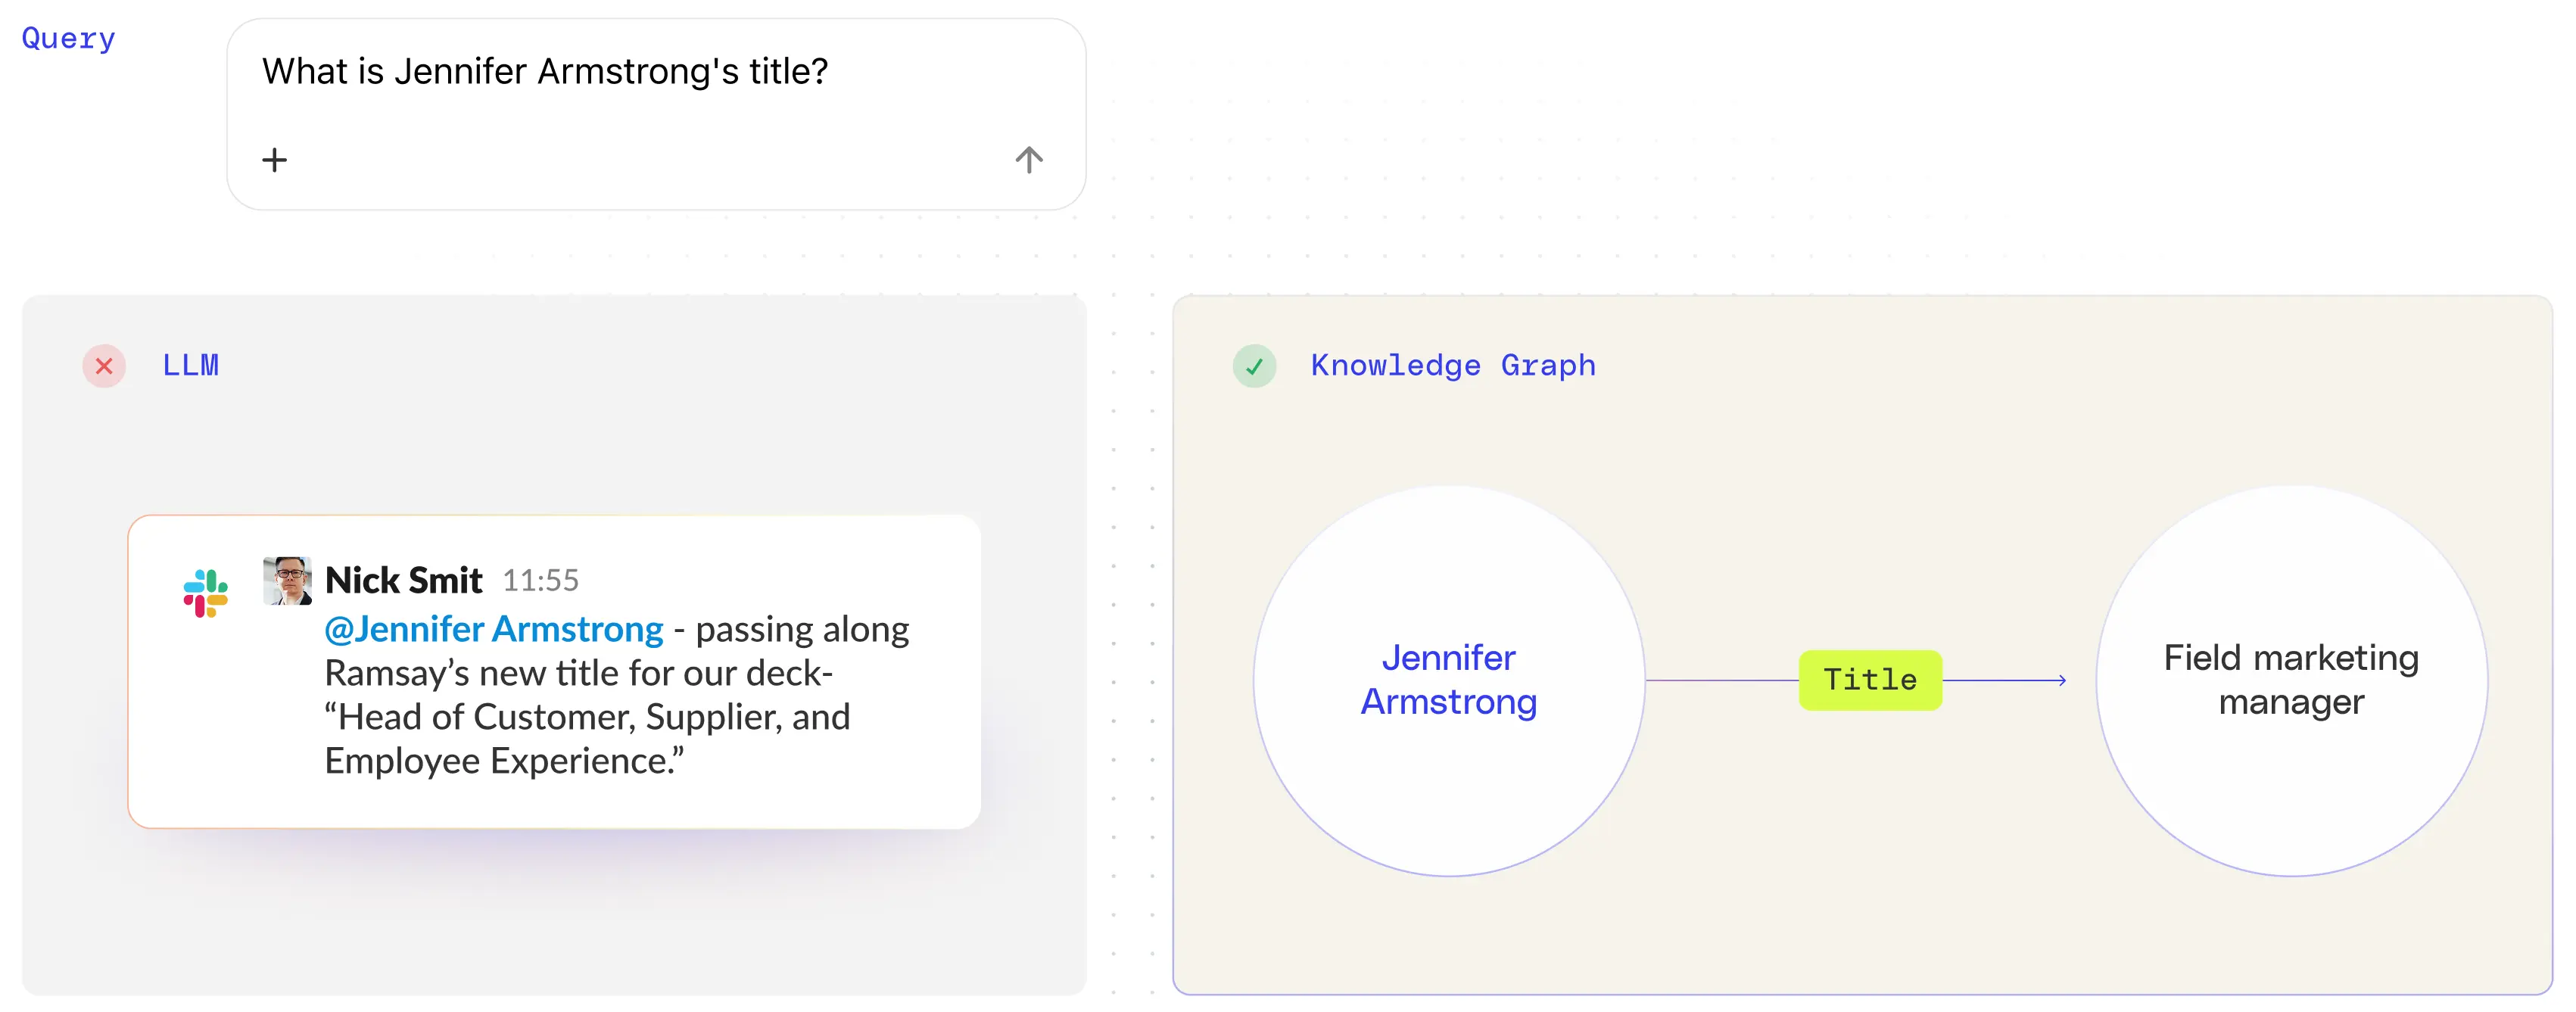 Query
What is Jennifer Armstrong's title?
LLM
Nick Smit 11:55
@Jennifer Armstrong - passing along
Ramsay’s new title for our deck-
“Head of Customer, Supplier, and
Employee Experience.”
Knowledge Graph
Jennifer
Armstrong
Title
Field marketing
manager